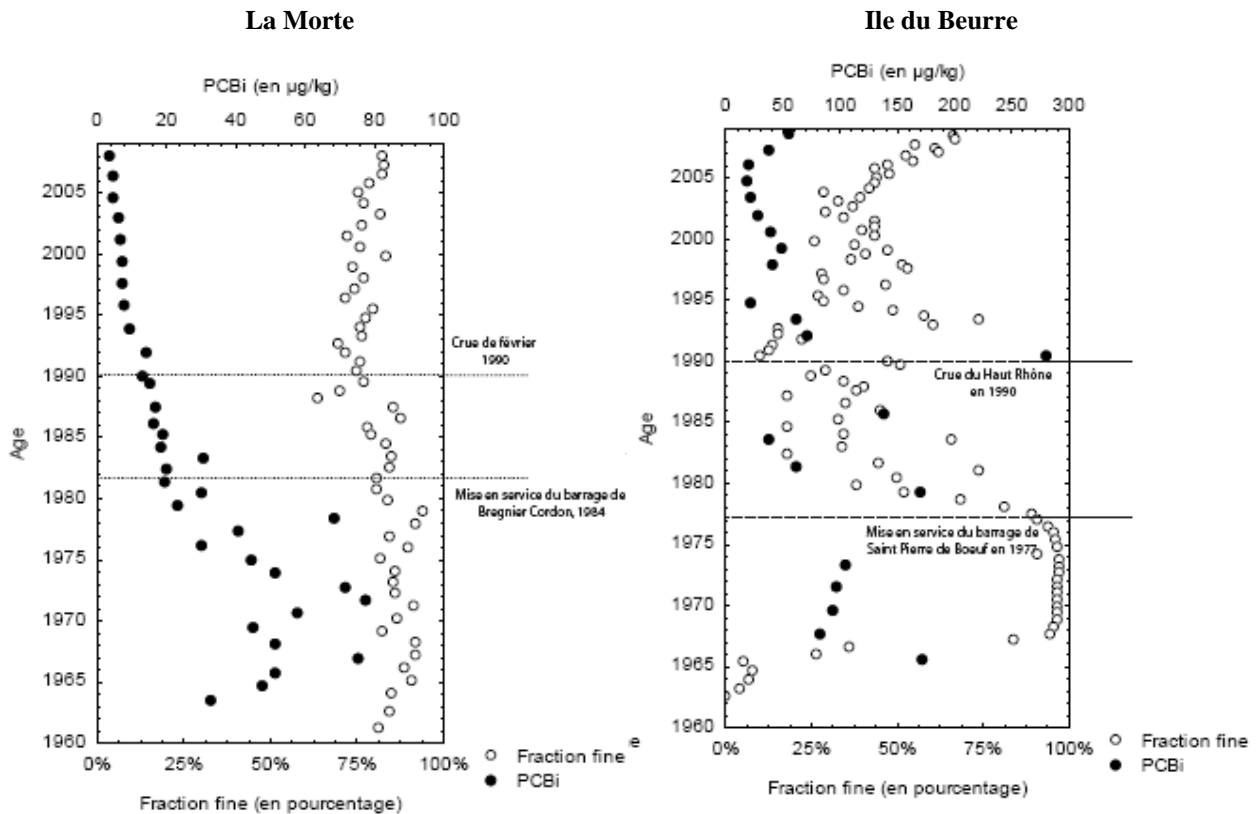 La Morte
PCBi (en µg/kg)
0 20 40 60 80 100
2005
2000
1995
1990
1985
1980
1975
1970
1965
1960
Age
Crue de février
1990
Mise en service du barrage de
Bregnier Cordon, 1984
0% 25% 50% 75% 100%
Fraction fine (en pourcentage)
e
Fraction fine
PCBi
Ile du Beurre
PCBi (en µg/kg)
0 50 100 150 200 250 300
2005
2000
1995
1990
1985
1980
1975
1970
1965
1960
Age
Crue du Haut Rhône
en 1990
Mise en service du barrage de
Saint Pierre de Boeuf en 1977
0% 25% 50% 75% 100%
Fraction fine (en pourcentage)
Fraction fine
PCBi